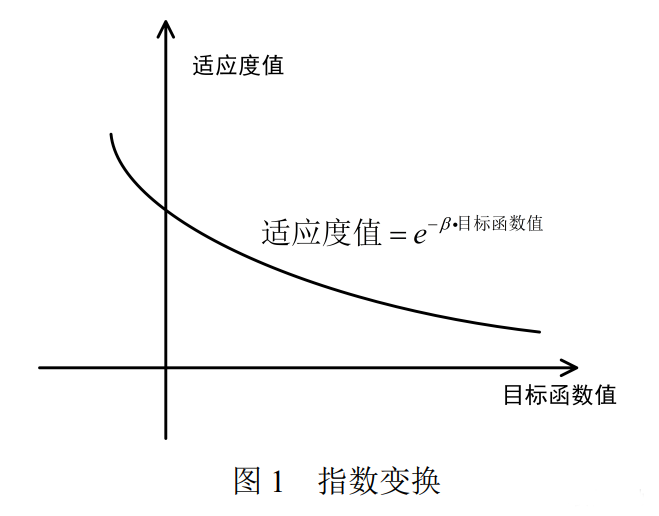 适应度值
适应度值 = e^{-β•目标函数值}
目标函数值
图 1 指数变换